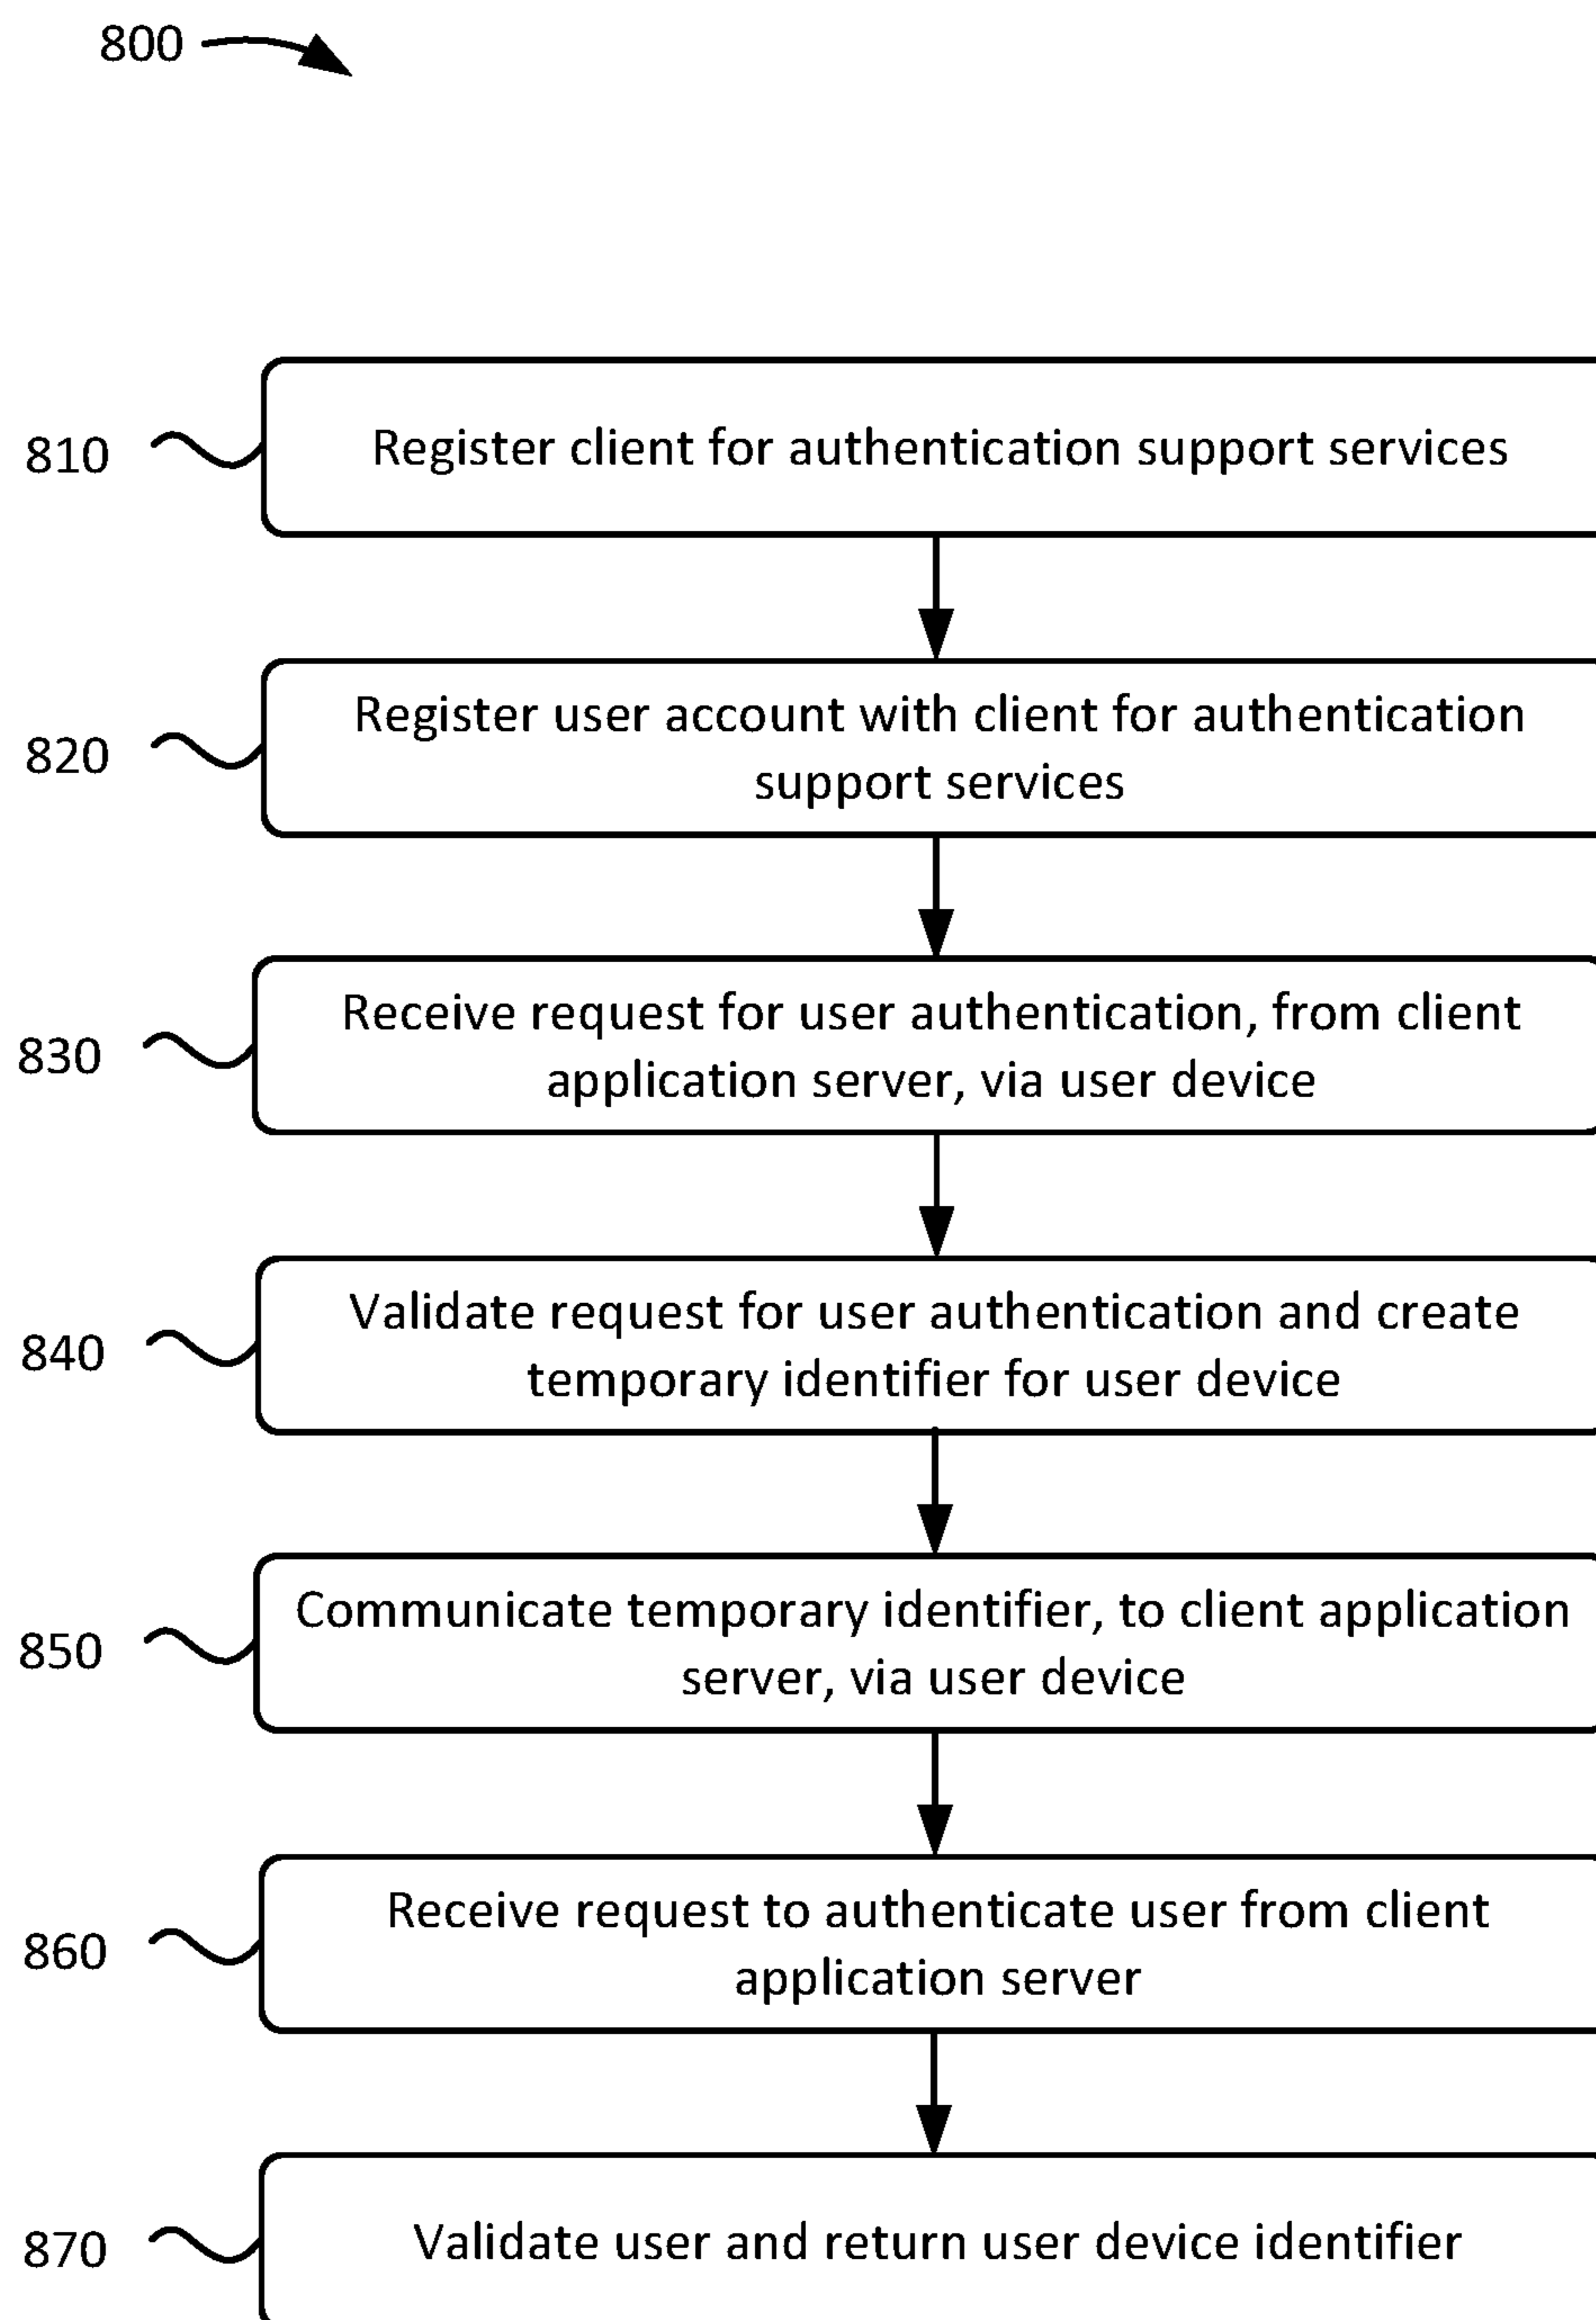 800
810
Register client for authentication support services
820
Register user account with client for authentication
support services
830
Receive request for user authentication, from client
application server, via user device
840
Validate request for user authentication and create
temporary identifier for user device
850
Communicate temporary identifier, to client application
server, via user device
860
Receive request to authenticate user from client
application server
870
Validate user and return user device identifier